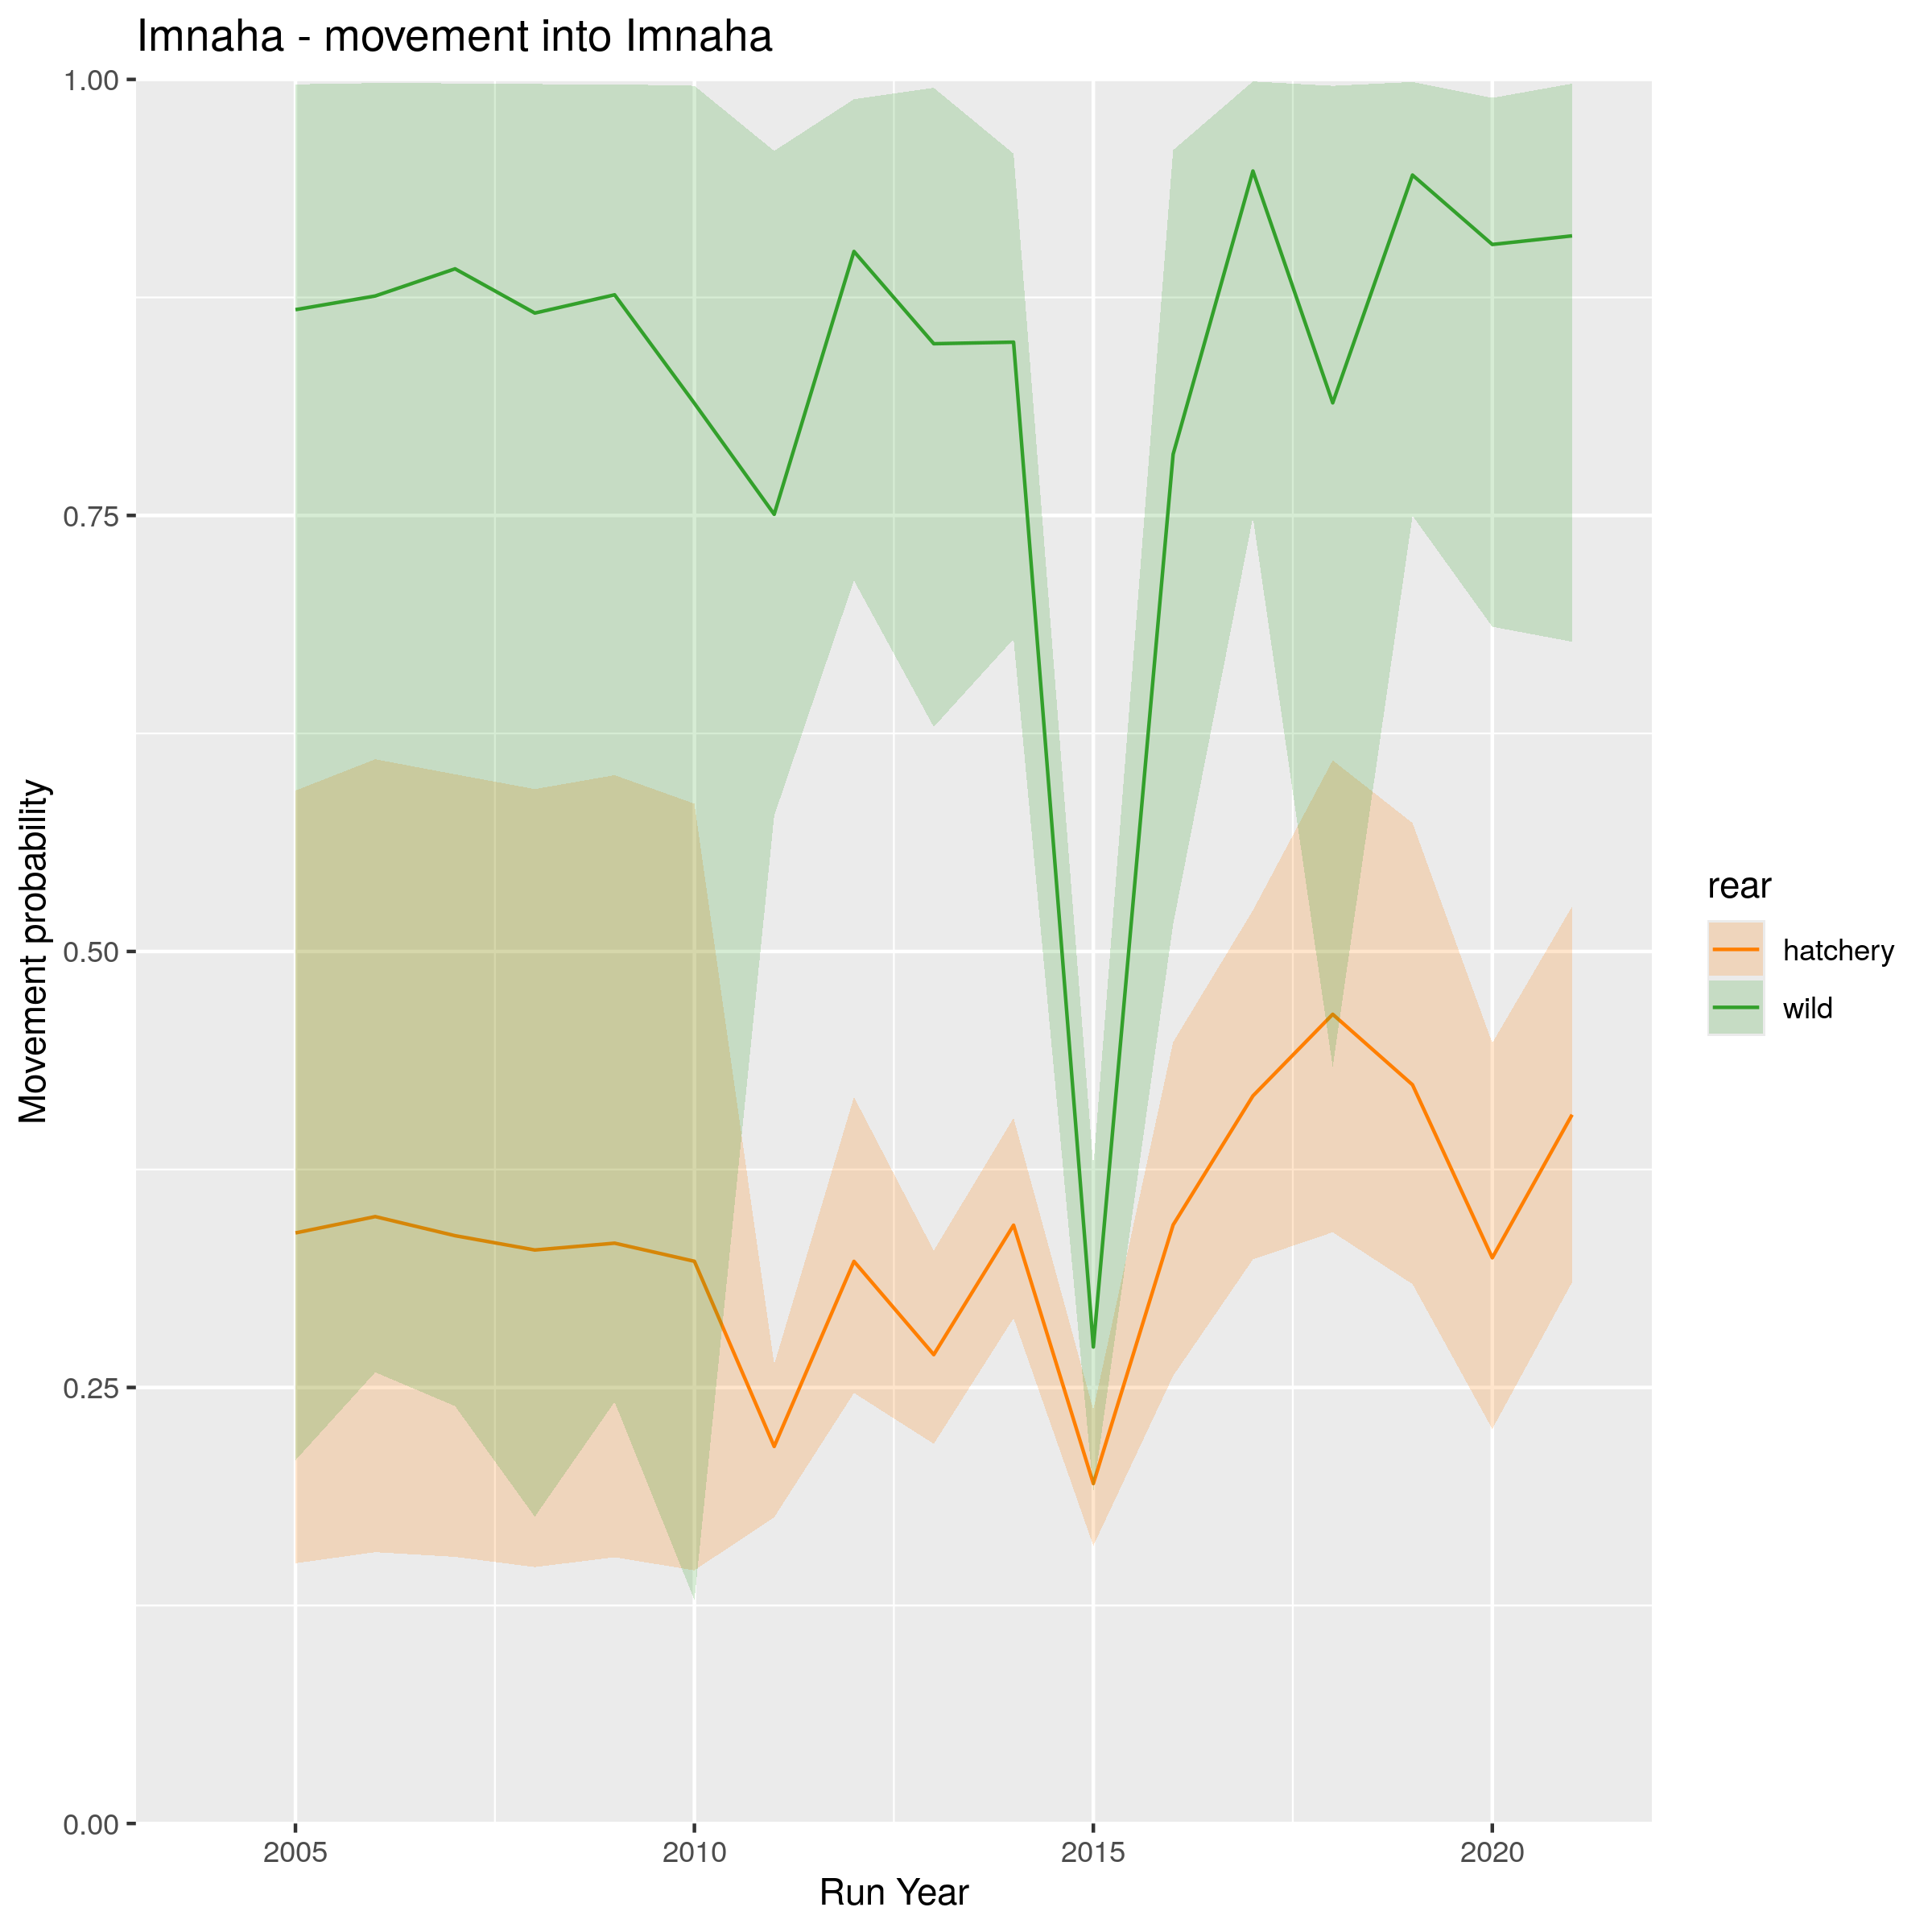 Imnaha - movement into Imnaha
1.00
0.75
0.50
0.25
0.00
Movement probability
2005
2010
2015
2020
Run Year
rear
hatchery
wild